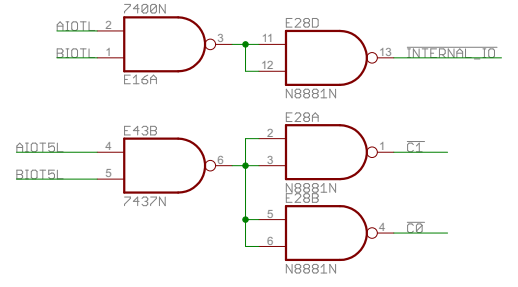 7400N
E28D
AIOTL 2
3
11
BIOTL 1
12
13 INTERNAL_IO
E16A
N8881N
E28A
E43B
2
AIOT5L 4
6
3
1 C1
BIOT5L 5
7437N
N8881N
E28B
5
6
4 C0
N8881N